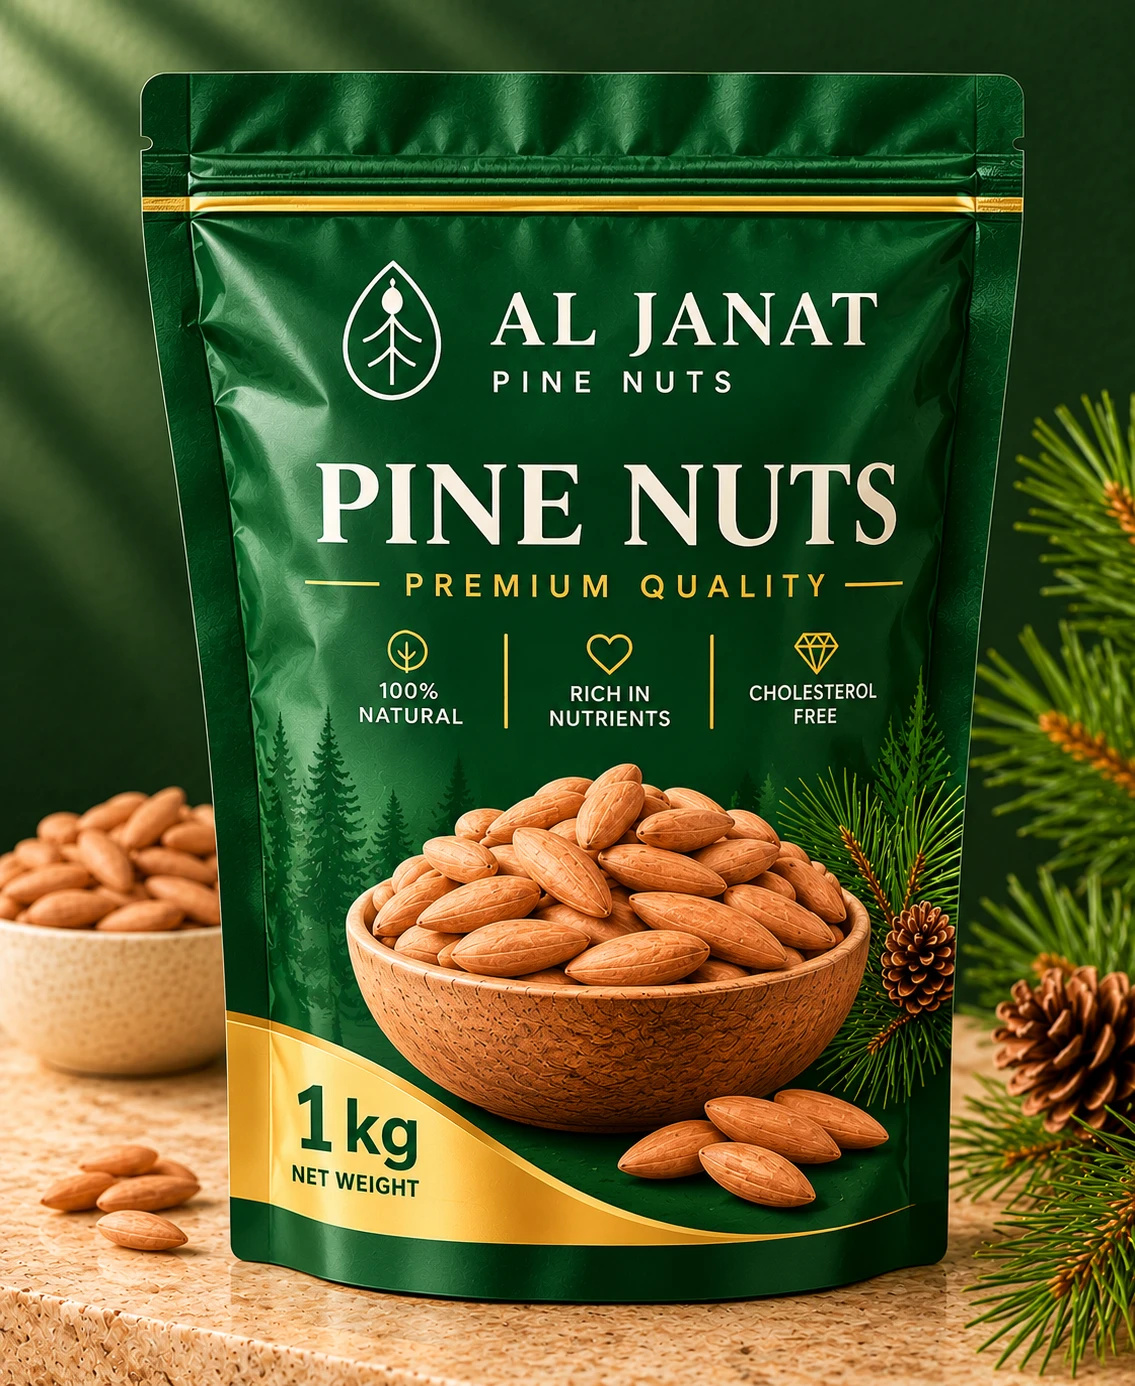 AL JANAT
PINE NUTS
PINE NUTS
PREMIUM QUALITY
100%
NATURAL
RICH IN
NUTRIENTS
CHOLESTEROL
FREE
1 kg
NET WEIGHT